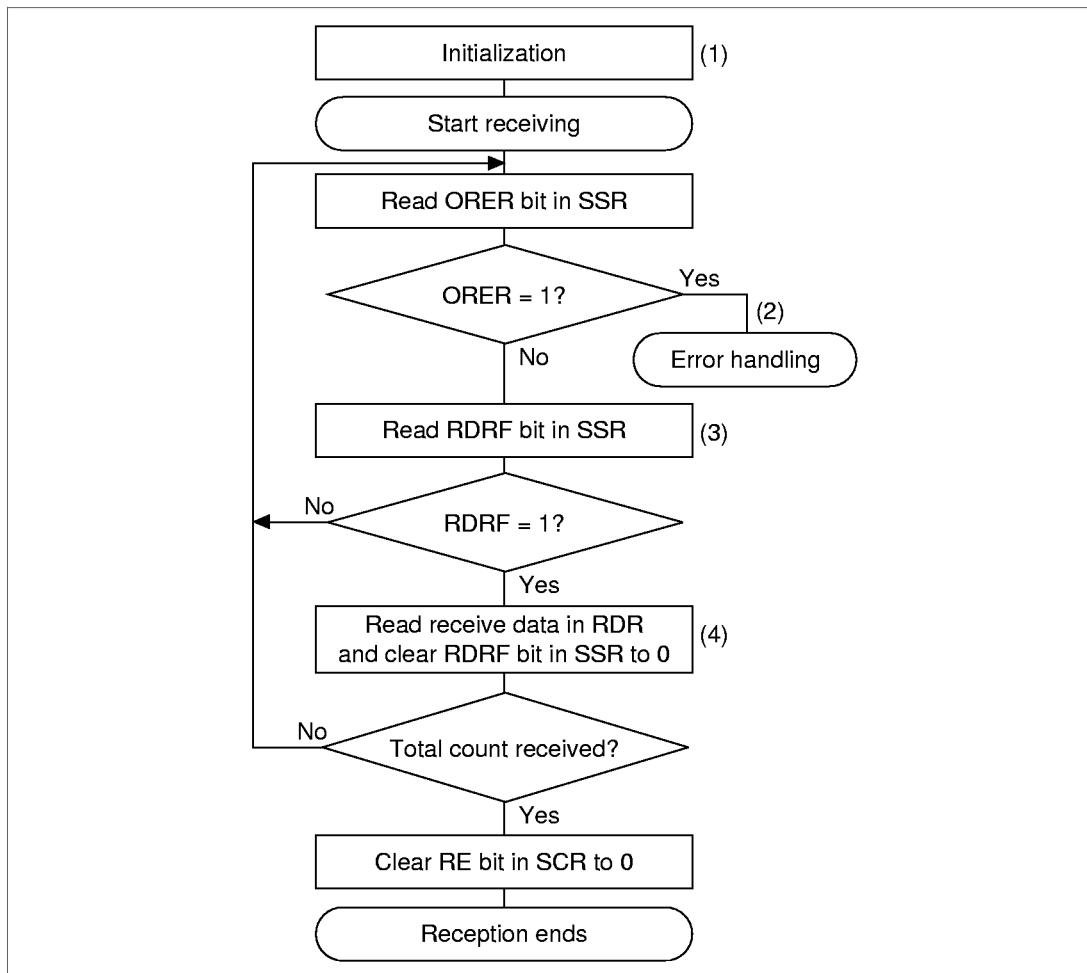 Initialization
(1)
Start receiving
Read ORER bit in SSR
ORER = 1?
Yes
(2)
Error handling
No
Read RDRF bit in SSR
(3)
No
RDRF = 1?
Yes
Read receive data in RDR
and clear RDRF bit in SSR to 0
(4)
No
Total count received?
Yes
Clear RE bit in SCR to 0
Reception ends